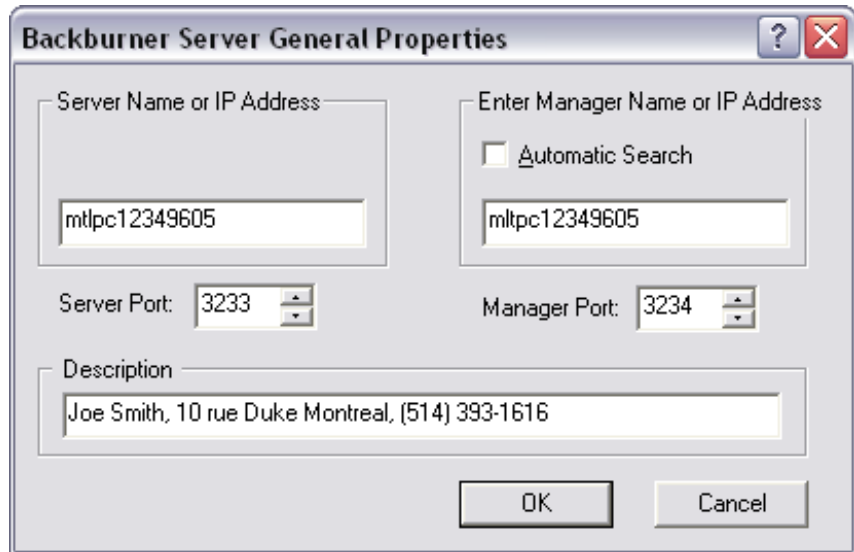 Backburner Server General Properties
Server Name or IP Address
Enter Manager Name or IP Address
Automatic Search
mtlpc12349605
mltpc12349605
Server Port: 3233
Manager Port: 3234
Description
Joe Smith, 10 rue Duke Montreal, (514) 393-1616
OK
Cancel